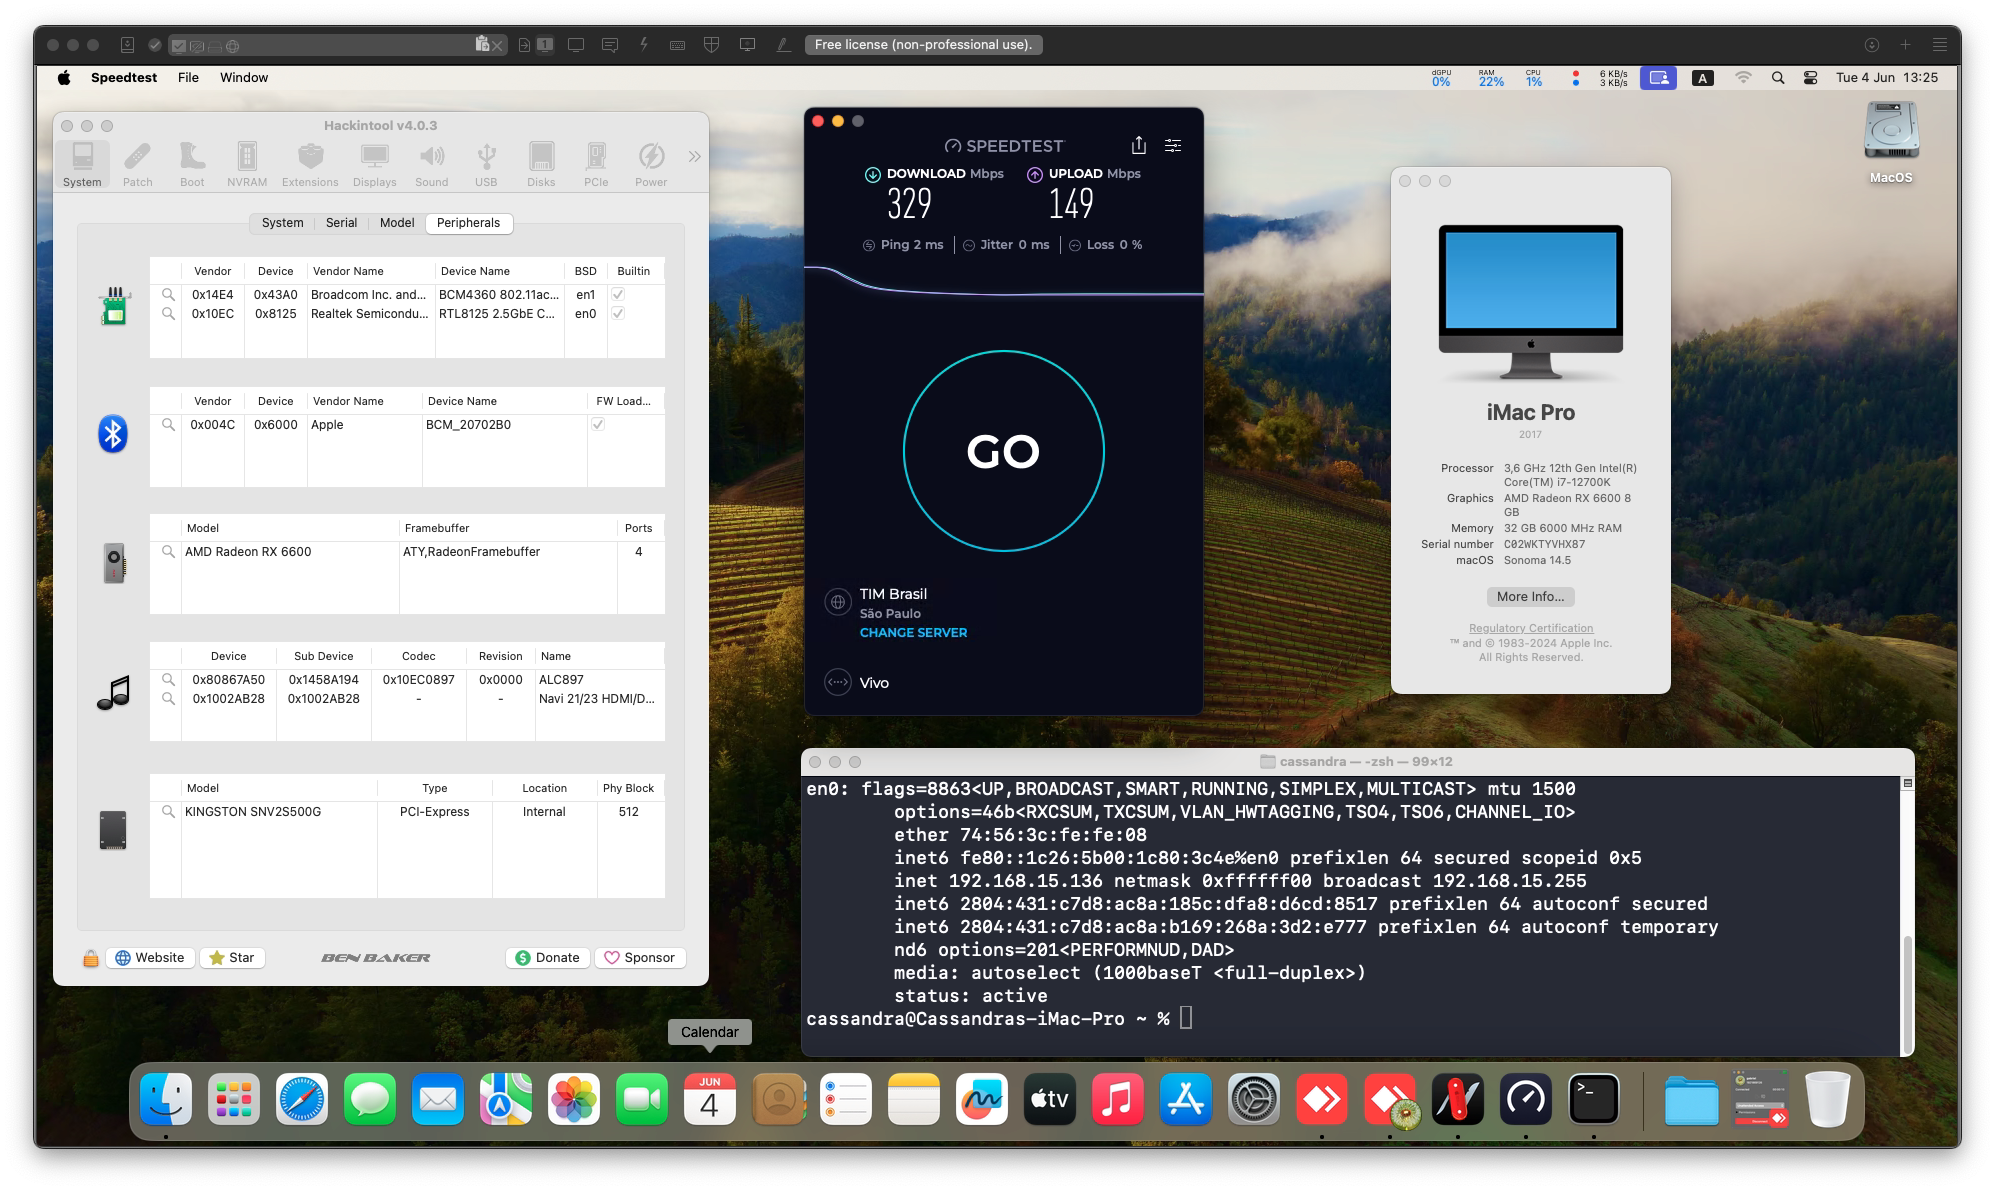 Free license (non-professional use).
Speedtest File Window
dGPU 0% RAM 22% CPU 1% 6 KB/s 3 KB/s A Tue 4 Jun 13:25
MacOS
Hackintool v4.0.3
System Patch Boot NVRAM Extensions Displays Sound USB Disks PCIe Power
System Serial Model Peripherals
Vendor Device Vendor Name Device Name BSD Builtin
0x14E4 0x43A0 Broadcom Inc. and... BCM4360 802.11ac... en1
0x10EC 0x8125 Realtek Semicondu... RTL8125 2.5GbE C... en0
Vendor Device Vendor Name Device Name FW Load...
0x004C 0x6000 Apple BCM_20702B0
Model Framebuffer Ports
AMD Radeon RX 6600 ATY,RadeonFramebuffer 4
Device Sub Device Codec Revision Name
0x80867A50 0x1458A194 0x10EC0897 0x0000 ALC897
0x1002AB28 0x1002AB28 - - Navi 21/23 HDMI/D...
Model Type Location Phy Block
KINGSTON SNV2S500G PCI-Express Internal 512
Website Star BEN BAKER Donate Sponsor
SPEEDTEST
DOWNLOAD Mbps UPLOAD Mbps
329 149
Ping 2 ms Jitter 0 ms Loss 0 %
GO
TIM Brasil
São Paulo
CHANGE SERVER
Vivo
iMac Pro
2017
Processor 3,6 GHz 12th Gen Intel(R)
Core(TM) i7-12700K
Graphics AMD Radeon RX 6600 8
GB
Memory 32 GB 6000 MHz RAM
Serial number C02WKTYVHX87
macOS Sonoma 14.5
More Info...
Regulatory Certification
™ and © 1983-2024 Apple Inc.
All Rights Reserved.
cassandra — -zsh — 99×12
en0: flags=8863<UP,BROADCAST,SMART,RUNNING,SIMPLEX,MULTICAST> mtu 1500
options=46b<RXCSUM,TXCSUM,VLAN_HWTAGGING,TSO4,TSO6,CHANNEL_IO>
ether 74:56:3c:fe:fe:08
inet6 fe80::1c26:5b00:1c80:3c4e%en0 prefixlen 64 secured scopeid 0x5
inet 192.168.15.136 netmask 0xffffff00 broadcast 192.168.15.255
inet6 2804:431:c7d8:ac8a:185c:dfa8:d6cd:8517 prefixlen 64 autoconf secured
inet6 2804:431:c7d8:ac8a:b169:268a:3d2:e777 prefixlen 64 autoconf temporary
nd6 options=201<PERFORMNUD,DAD>
media: autoselect (1000baseT <full-duplex>)
status: active
cassandra@Cassandras-iMac-Pro ~ %
Calendar
JUN
4
tv
>_